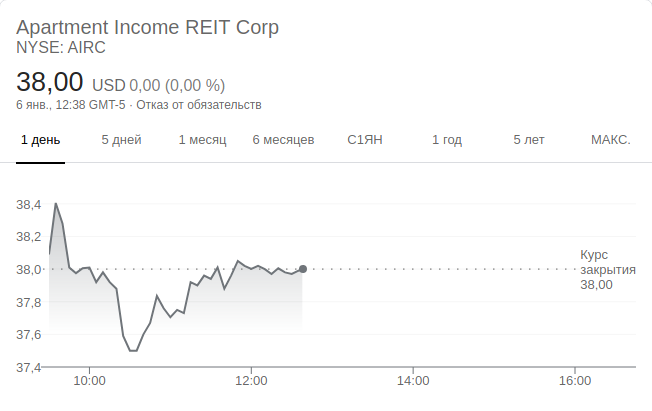 Apartment Income REIT Corp
NYSE: AIRC
38,00 USD 0,00 (0,00 %)
6 янв., 12:38 GMT-5 · Отказ от обязательств
1 день 5 дней 1 месяц 6 месяцев С1ЯН 1 год 5 лет МАКС.
38,4
38,2
38,0
37,8
37,6
37,4
Курс
закрытия
38,00
10:00 12:00 14:00 16:00